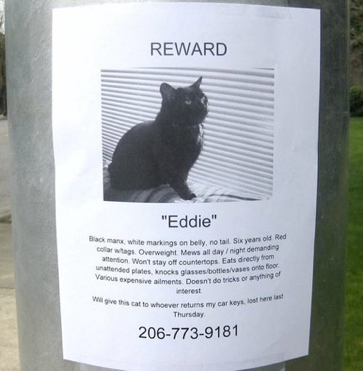 REWARD
"Eddie"
Black manx, white markings on belly, no tail. Six years old. Red
collar w/tags. Overweight. Mews all day / night demanding
attention. Won't stay off countertops. Eats directly from
unattended plates, knocks glasses/bottles/vases onto floor.
Various expensive ailments. Doesn't do tricks or anything of
interest.
Will give this cat to whoever returns my car keys, lost here last
Thursday.
206-773-9181